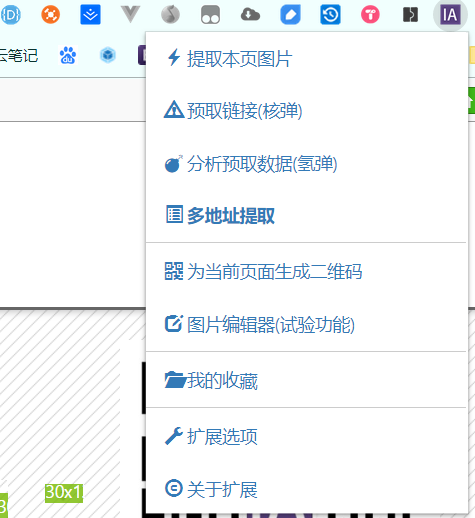 IA
云笔记
提取本页图片
预取链接(核弹)
分析预取数据(氢弹)
多地址提取
为当前页面生成二维码
图片编辑器(试验功能)
我的收藏
扩展选项
关于扩展
30x1
3